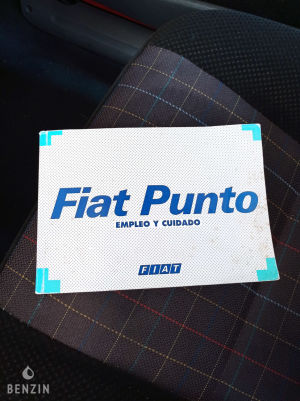 Fiat Punto
EMPLEO Y CUIDADO
FIAT
BENZIN